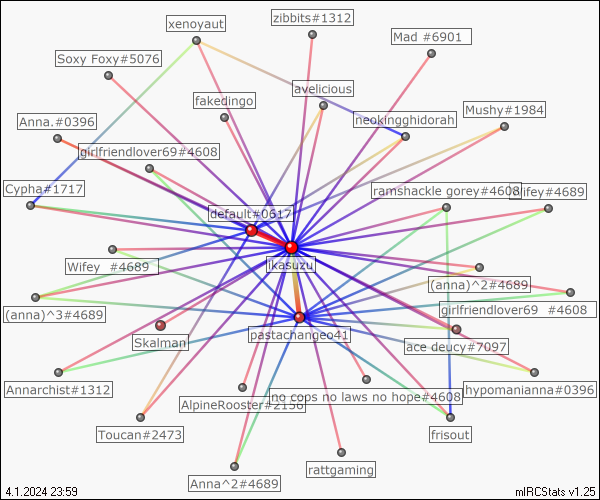 zibbits#1312
xenoyaut
Mad #6901
Soxy Foxy#5076
avelicious
fakedingo
Mushy#1984
neokingghidorah
Anna.#0396
girlfriendlover69#4608
Cypha#1717
ramshackle gorey#4608
ifey#4689
default#0617
ikasuzu
Wifey #4689
(anna)^2#4689
(anna)^3#4689
girlfriendlover69 #4608
pastachangeo41
Skalman
ace deucy#7097
Annarchist#1312
hypomanianna#0396
no cops no laws no hope#4608
Toucan#2473
frisout
rattgaming
Anna^2#4689
4.1.2024 23:59
mIRCStats v1.25